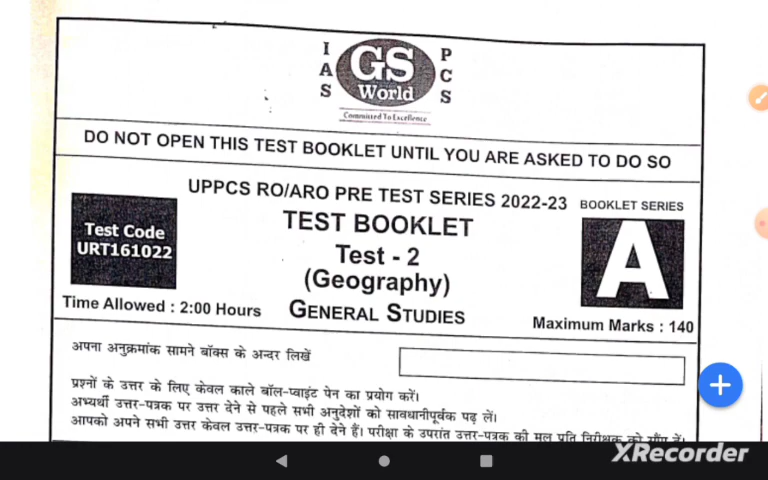 IAS
GS
World
PCS
Committed To Excellence
DO NOT OPEN THIS TEST BOOKLET UNTIL YOU ARE ASKED TO DO SO
UPPCS RO/ARO PRE TEST SERIES 2022-23
BOOKLET SERIES
Test Code
URT161022
TEST BOOKLET
Test - 2
(Geography)
A
Time Allowed : 2:00 Hours
GENERAL STUDIES
Maximum Marks : 140
अपना अनुक्रमांक सामने बॉक्स के अन्दर लिखें
प्रश्नों के उत्तर के लिए केवल काले बॉल-प्वाइंट पेन का प्रयोग करें।
अभ्यर्थी उत्तर-पत्रक पर उत्तर देने से पहले सभी अनुदेशों को सावधानीपूर्वक पढ़ लें।
आपको अपने सभी उत्तर केवल उत्तर-पत्रक पर ही देने हैं। परीक्षा के उपरांत उत्तर-पत्रक की मूल प्रति निरीक्षक को सौंप दें।
XRecorder